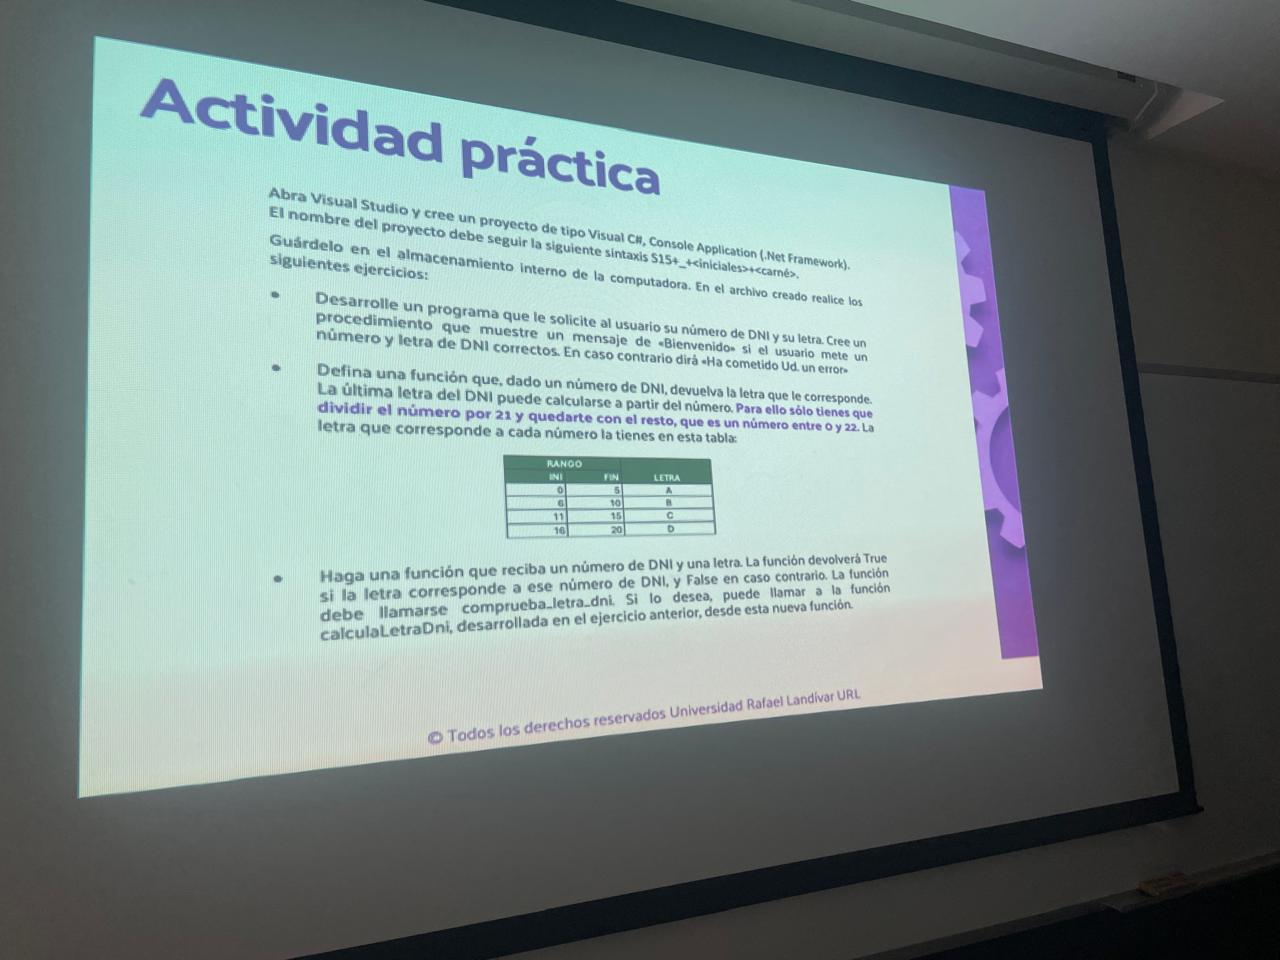 Actividad práctica
Abra Visual Studio y cree un proyecto de tipo Visual C#, Console Application (.Net Framework).
El nombre del proyecto debe seguir la siguiente sintaxis S15+_+<iniciales>+<carné>.
Guárdelo en el almacenamiento interno de la computadora. En el archivo creado realice los
siguientes ejercicios:
• Desarrolle un programa que le solicite al usuario su número de DNI y su letra. Cree un
procedimiento que muestre un mensaje de «Bienvenido» si el usuario mete un
número y letra de DNI correctos. En caso contrario dirá «Ha cometido Ud. un error»
• Defina una función que, dado un número de DNI, devuelva la letra que le corresponde.
La última letra del DNI puede calcularse a partir del número. Para ello sólo tienes que
dividir el número por 21 y quedarte con el resto, que es un número entre 0 y 22. La
letra que corresponde a cada número la tienes en esta tabla:
RANGO
INI FIN LETRA
0 5 A
6 10 B
11 15 C
16 20 D
• Haga una función que reciba un número de DNI y una letra. La función devolverá True
si la letra corresponde a ese número de DNI, y False en caso contrario. La función
debe llamarse comprueba_letra_dni. Si lo desea, puede llamar a la función
calculaLetraDni, desarrollada en el ejercicio anterior, desde esta nueva función.
© Todos los derechos reservados Universidad Rafael Landívar URL